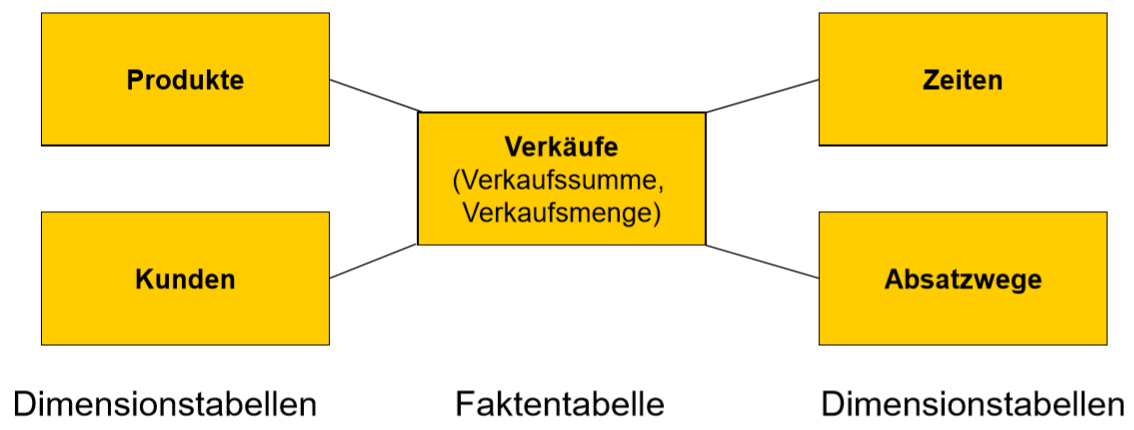 Produkte
Zeiten
Verkäufe
(Verkaufssumme,
Verkaufsmenge)
Kunden
Absatzwege
Dimensionstabellen
Faktentabelle
Dimensionstabellen